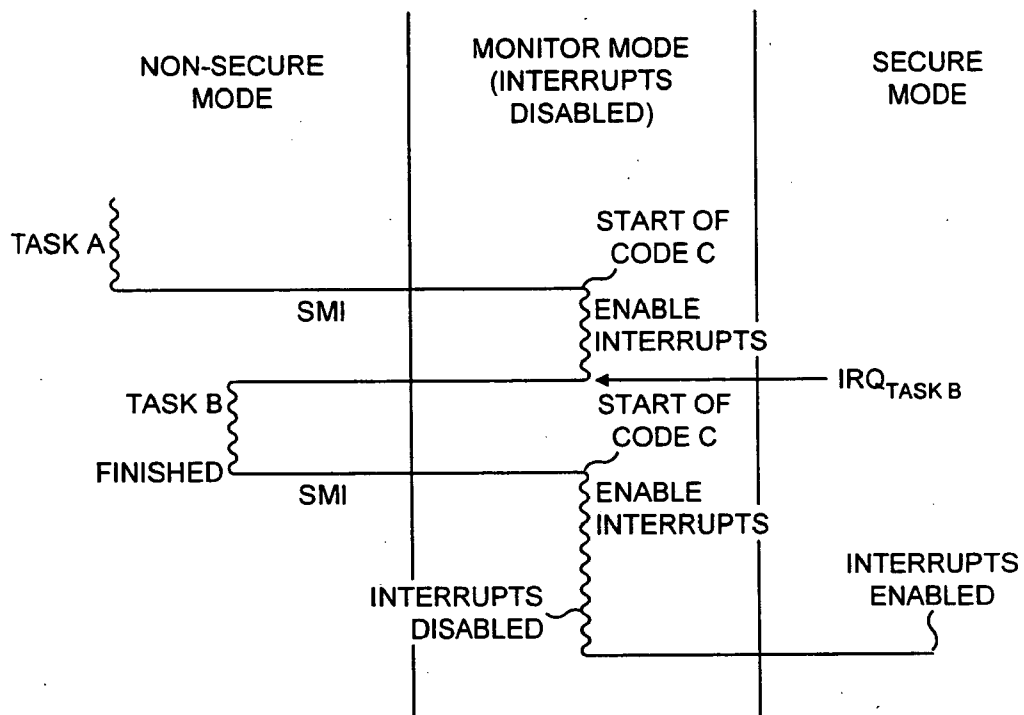 NON-SECURE
MODE
MONITOR MODE
(INTERRUPTS
DISABLED)
SECURE
MODE
TASK A
START OF
CODE C
SMI
ENABLE
INTERRUPTS
IRQTASK B
TASK B
START OF
CODE C
FINISHED
SMI
ENABLE
INTERRUPTS
INTERRUPTS
DISABLED
INTERRUPTS
ENABLED